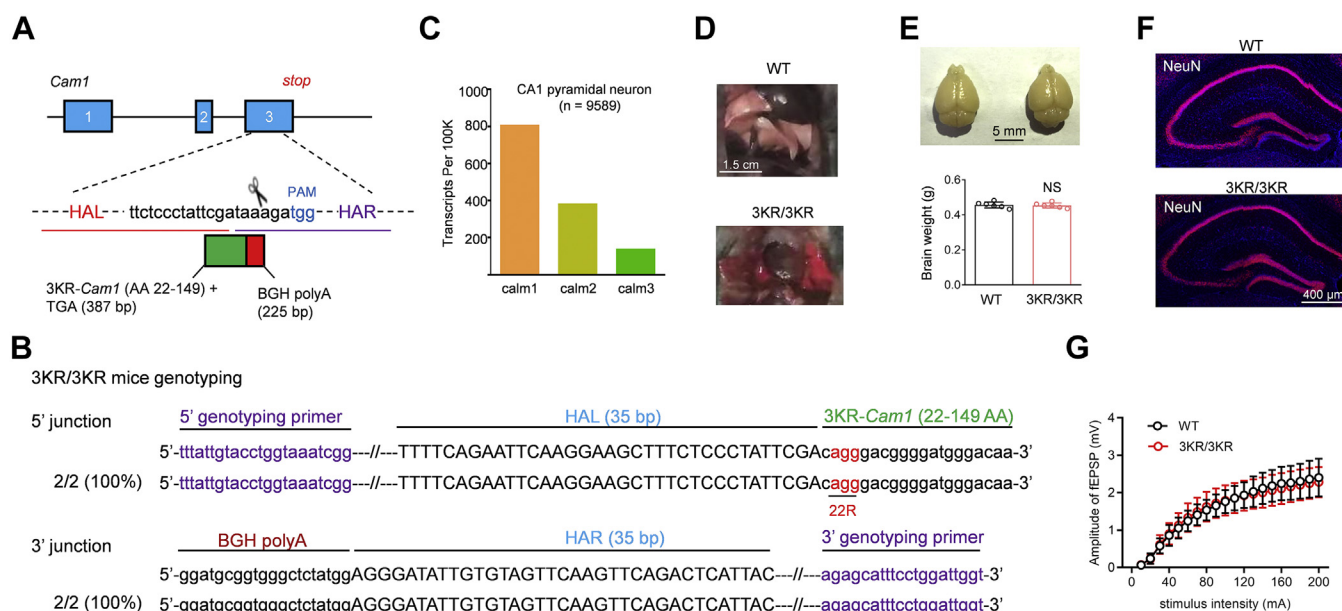 A
Cam1
stop
1
2
3
PAM
HAL
ttctccctattcgataaagatgg
HAR
3KR-Cam1 (AA 22-149) +
TGA (387 bp)
BGH polyA
(225 bp)
C
CA1 pyramidal neuron
(n = 9589)
Transcripts Per 100K
1000
800
600
400
200
calm1
calm2
calm3
D
WT
1.5 cm
3KR/3KR
E
5 mm
NS
Brain weight (g)
0.6
0.4
0.2
0.0
WT
3KR/3KR
F
WT
NeuN
3KR/3KR
NeuN
400 µm
B
3KR/3KR mice genotyping
5' junction
5' genotyping primer
HAL (35 bp)
3KR-Cam1 (22-149 AA)
5'-tttattgtacctggtaaatcgg---//---TTTTCAGAATTCAAGGAAGCTTTCTCCCTATTCGAcagggacggggatgggacaa-3'
2/2 (100%)
5'-tttattgtacctggtaaatcgg---//---TTTTCAGAATTCAAGGAAGCTTTCTCCCTATTCGAcagggacggggatgggacaa-3'
22R
3' junction
BGH polyA
HAR (35 bp)
3' genotyping primer
5'-ggatgcggtgggctctatggAGGGATATTGTGTAGTTCAAGTTCAGACTCATTAC---//---agagcatttcctggattggt-3'
2/2 (100%)
5'-ggatgcggtgggctctatggAGGGATATTGTGTAGTTCAAGTTCAGACTCATTAC---//---agagcatttcctggattggt-3'
G
Amplitude of fEPSP (mV)
4
3
2
1
0
WT
3KR/3KR
0
40
80
120
160
200
stimulus intensity (mA)